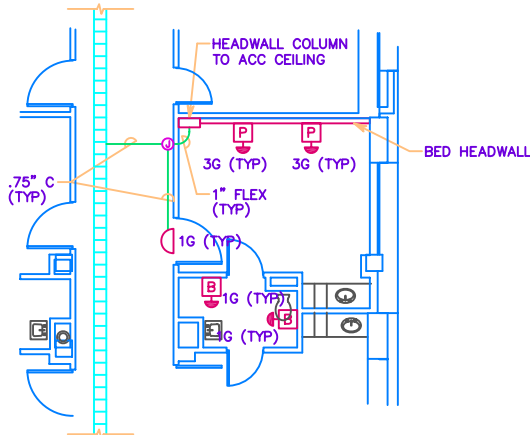 HEADWALL COLUMN
TO ACC CEILING
P
P
J
BED HEADWALL
3G (TYP)
3G (TYP)
.75" C
(TYP)
1" FLEX
(TYP)
1G (TYP)
B
1G (TYP)
B
1G (TYP)